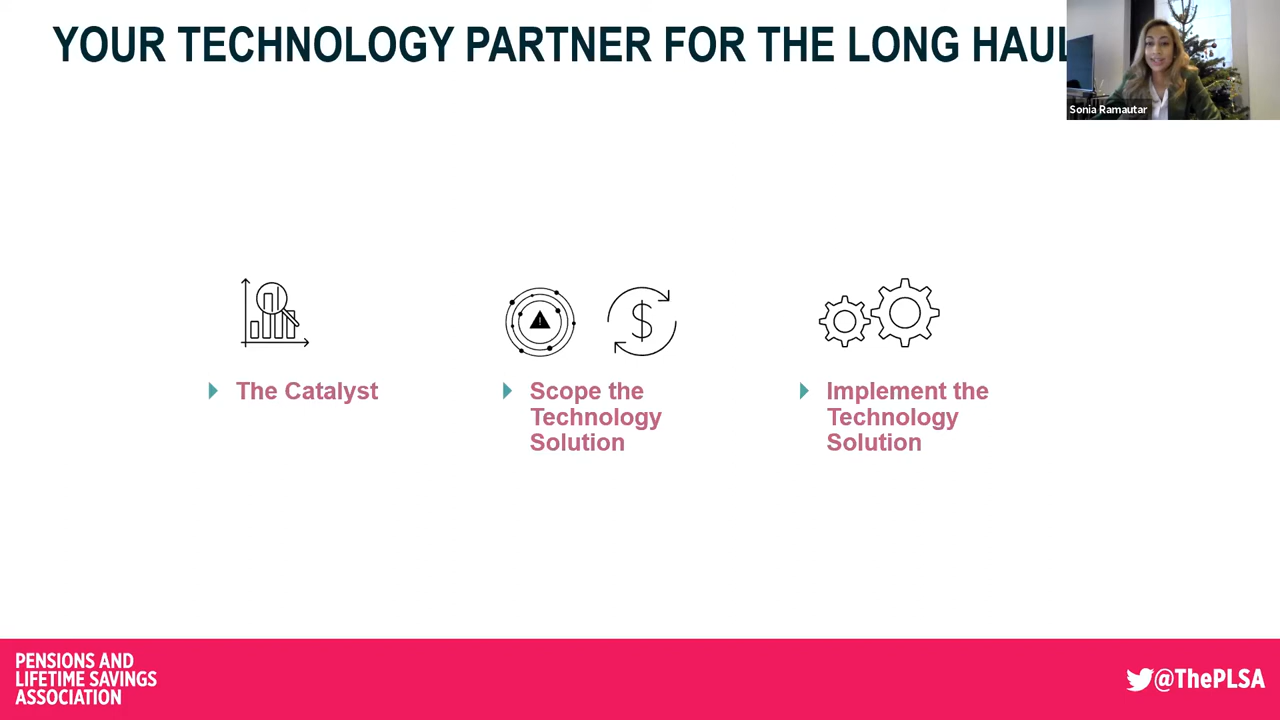 YOUR TECHNOLOGY PARTNER FOR THE LONG HAUL
Sonia Ramautar
The Catalyst
Scope the
Technology
Solution
Implement the
Technology
Solution
PENSIONS AND
LIFETIME SAVINGS
ASSOCIATION
@ThePLSA